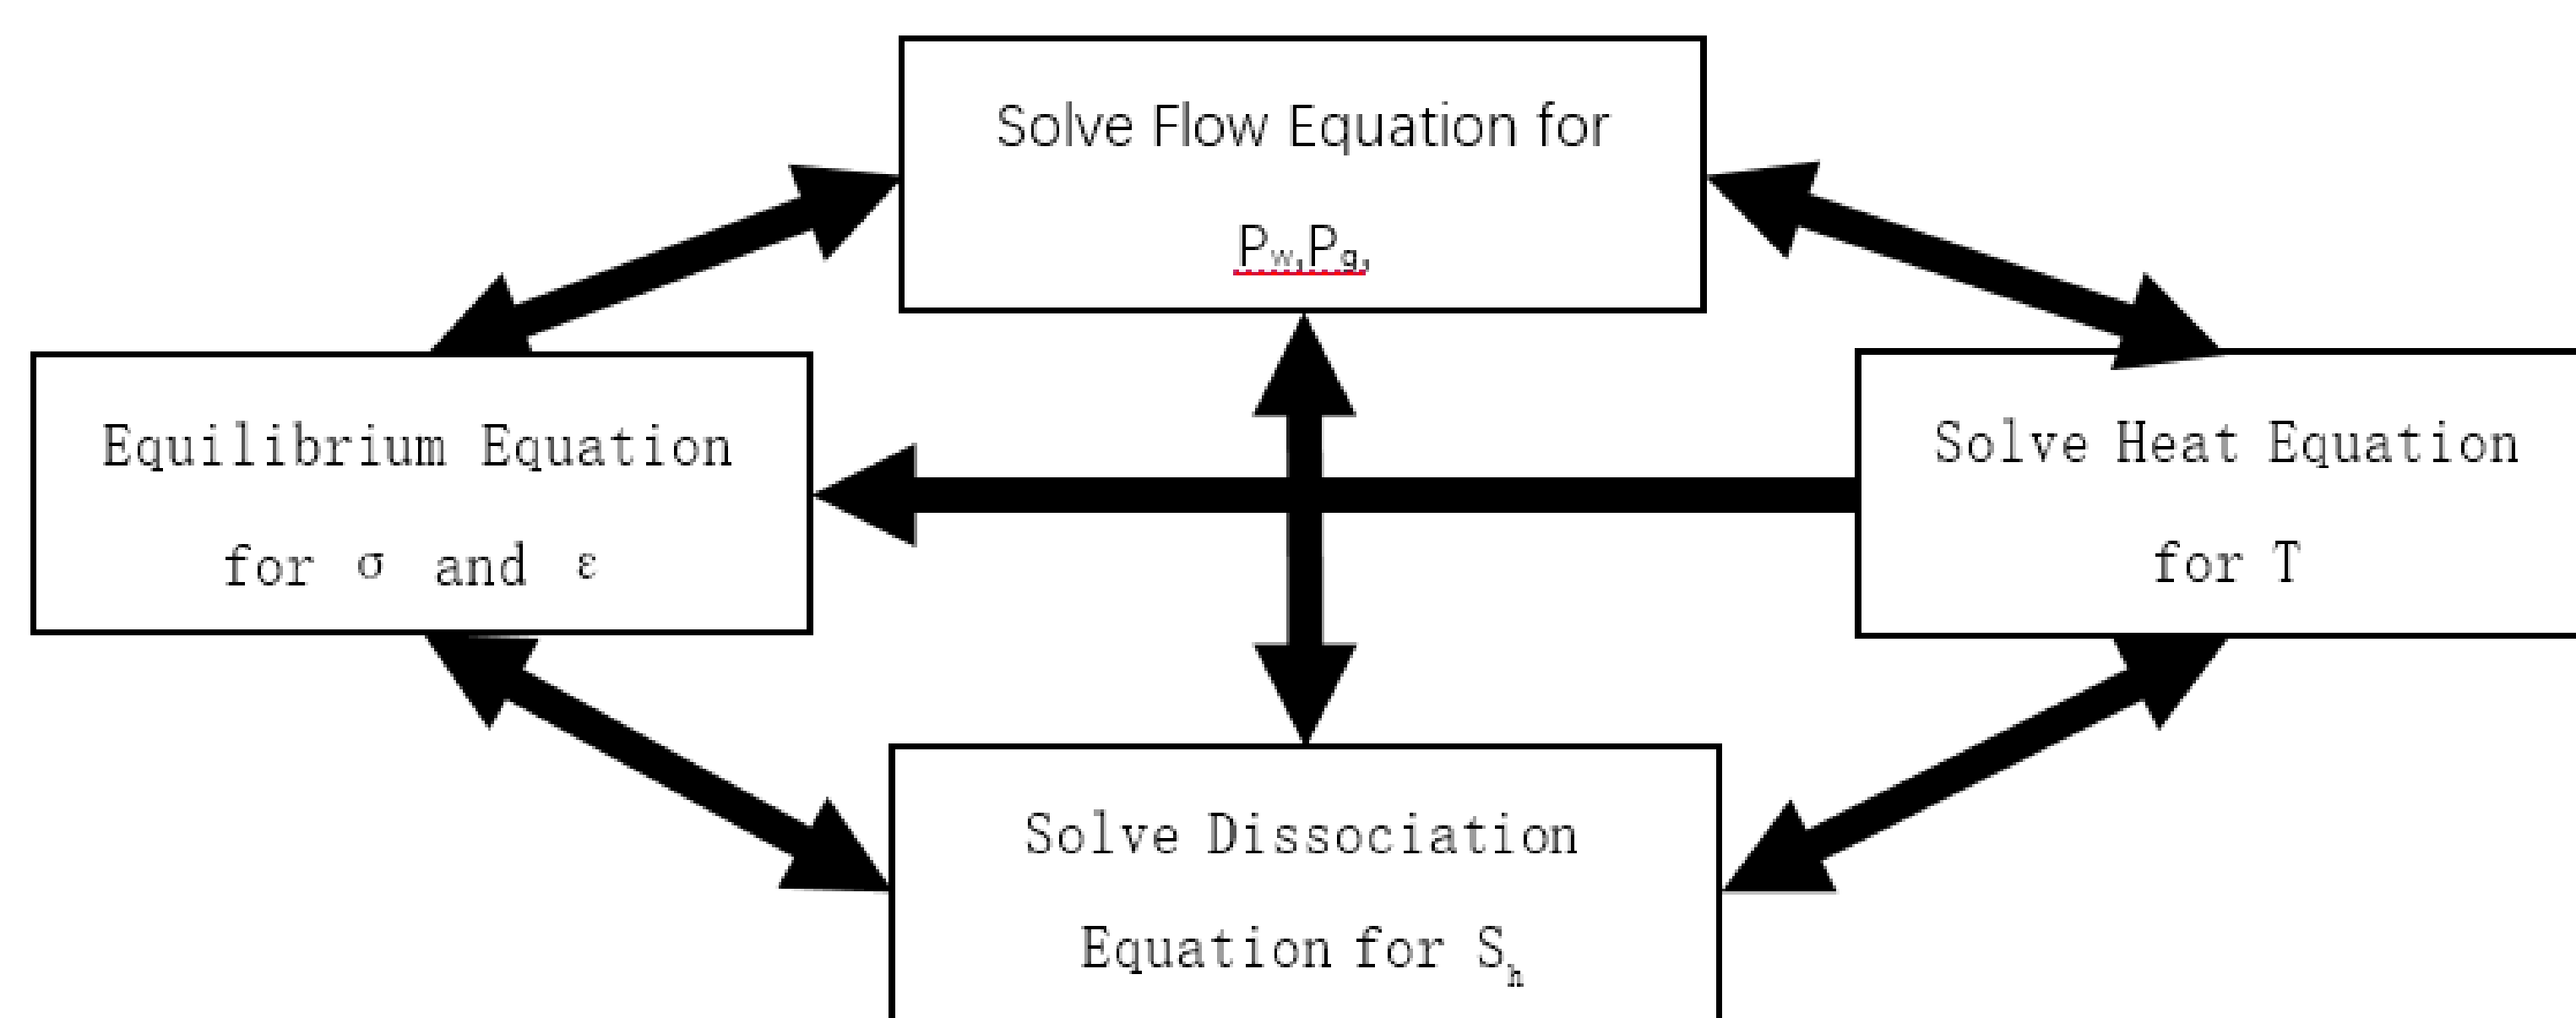 Solve Flow Equation for
Pw,Pg,
Equilibrium Equation
for σ and ε
Solve Heat Equation
for T
Solve Dissociation
Equation for Sh